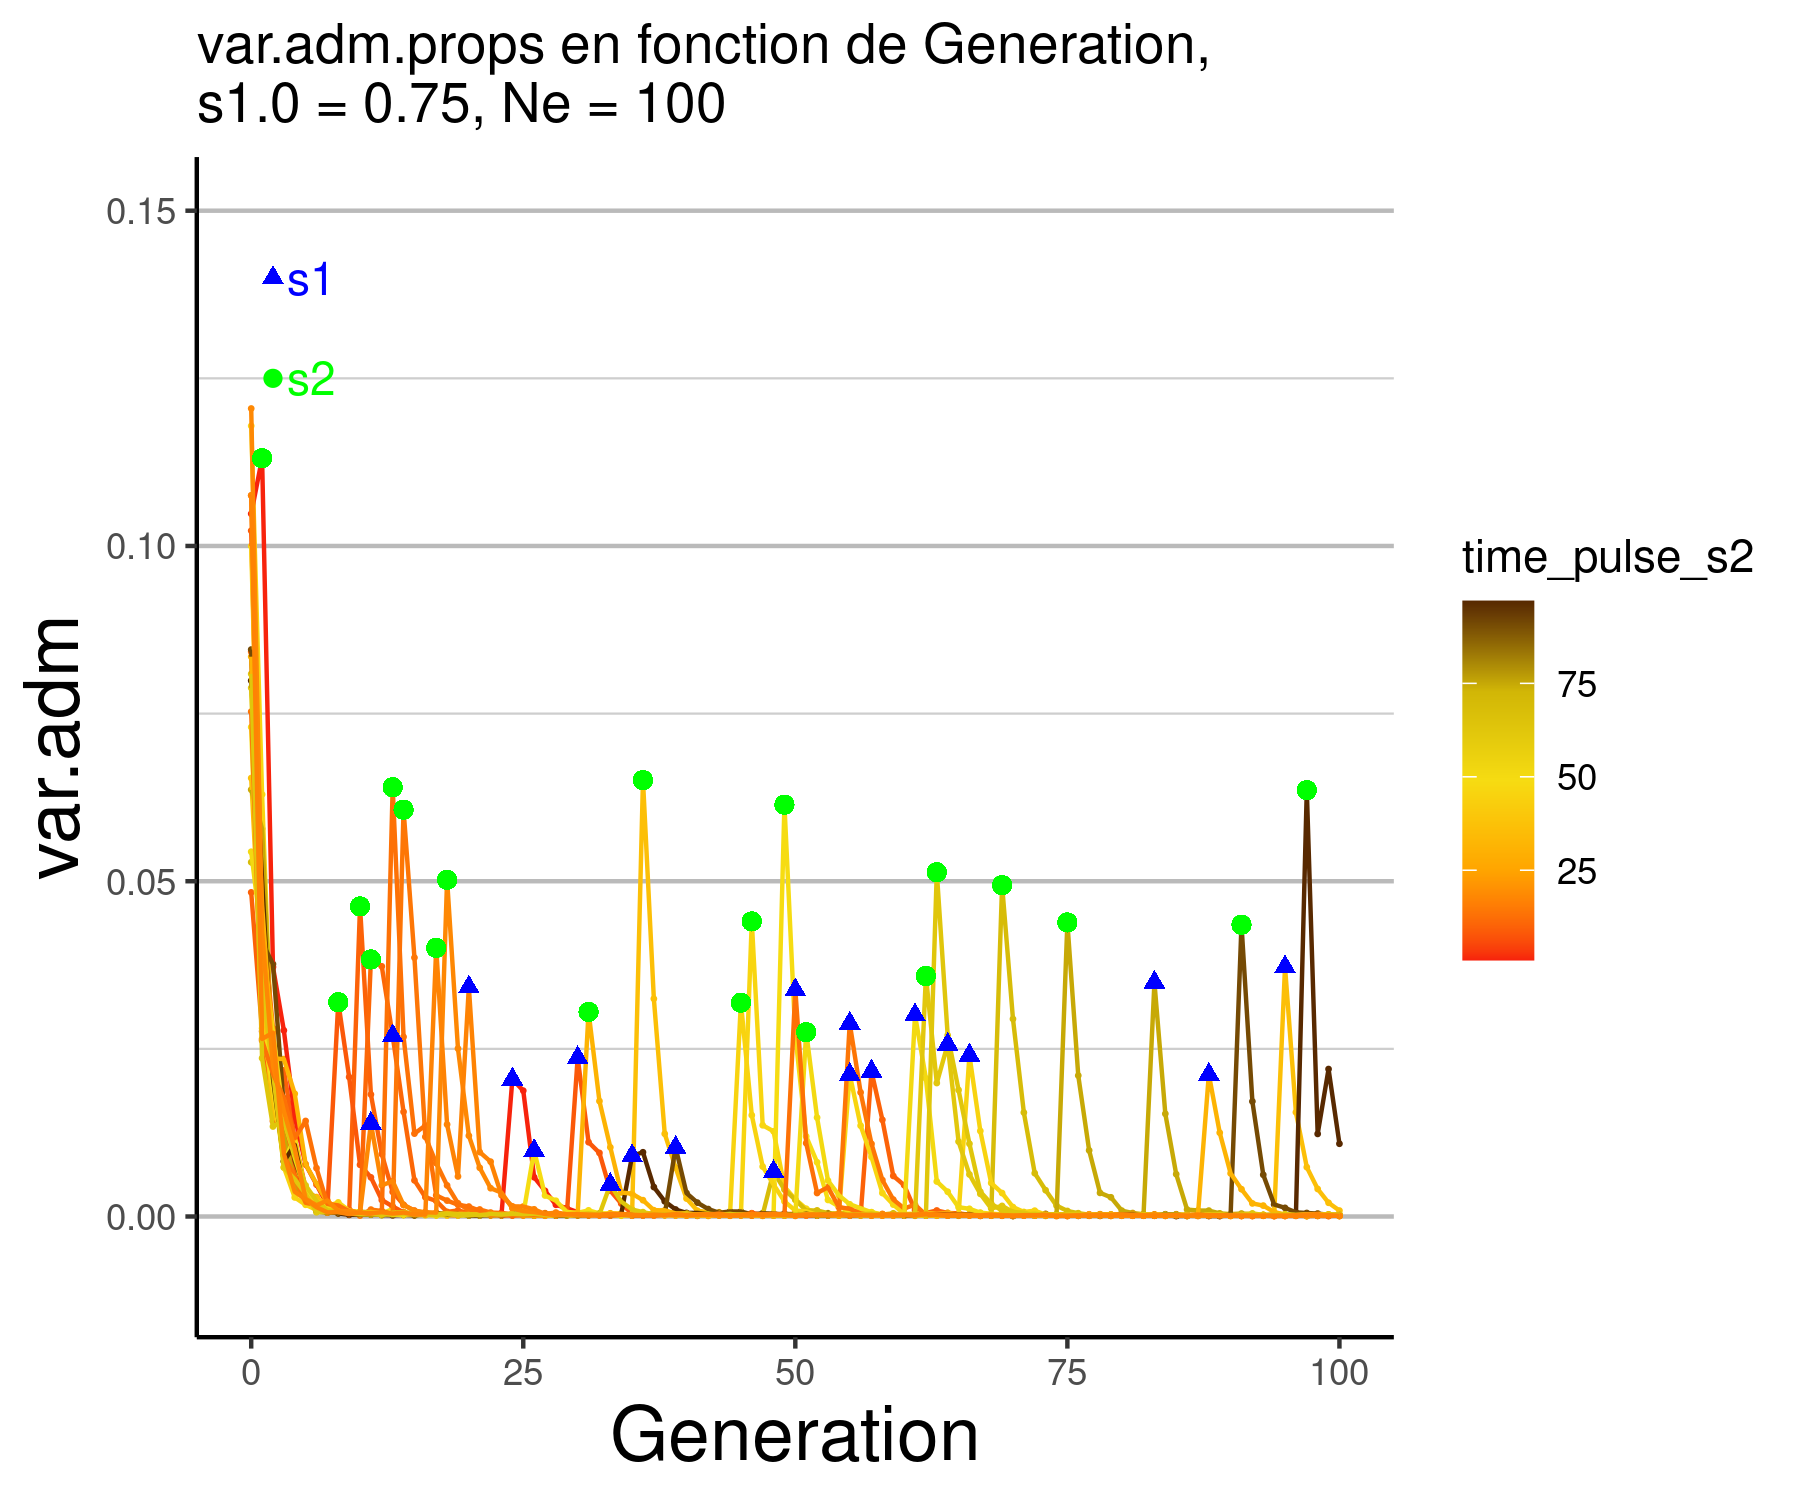 var.adm.props en fonction de Generation,
s1.0 = 0.75, Ne = 100
0.15
s1
s2
0.10
0.05
0.00
var.adm
0 25 50 75 100
Generation
time_pulse_s2
75
50
25